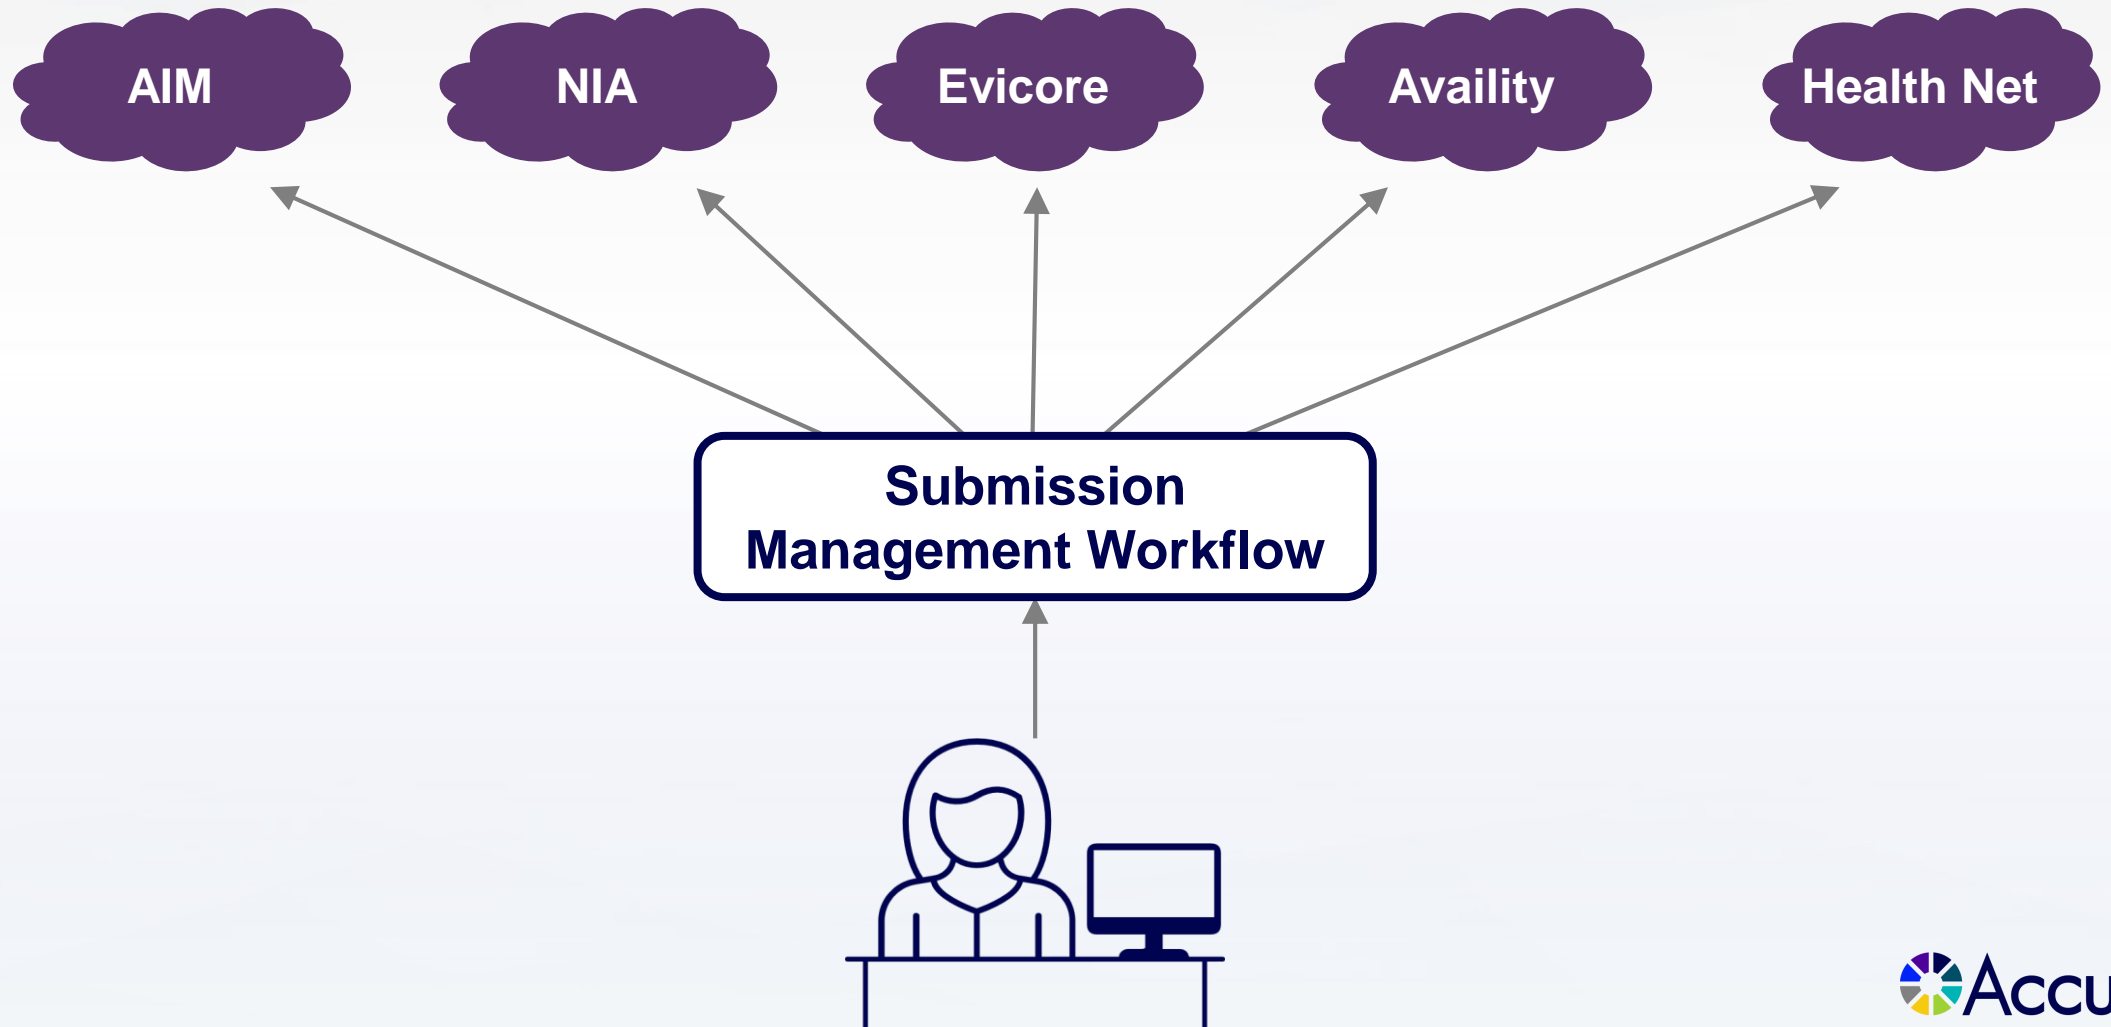 AIM
NIA
Evicore
Availity
Health Net
Submission
Management Workflow
Accu